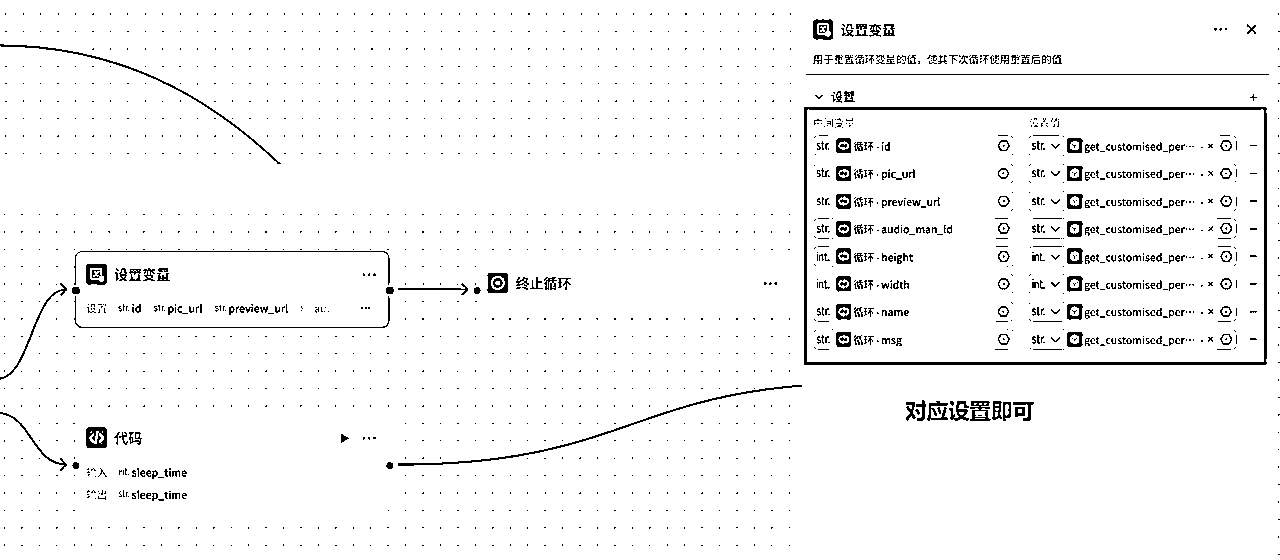 设置变量
设置 str. id str. pic_url str. preview_url
终止循环
代码
输入 int. sleep_time
输出 str. sleep_time
设置变量
用于重置循环变量的值，使其下次循环使用重置后的值
设置
中间变量 设置值
str. 循环 · id str. get_customised_per···
str. 循环 · pic_url str. get_customised_per···
str. 循环 · preview_url str. get_customised_per···
str. 循环 · audio_man_id str. get_customised_per···
int. 循环 · height int. get_customised_per···
int. 循环 · width int. get_customised_per···
str. 循环 · name str. get_customised_per···
str. 循环 · msg str. get_customised_per···
对应设置即可